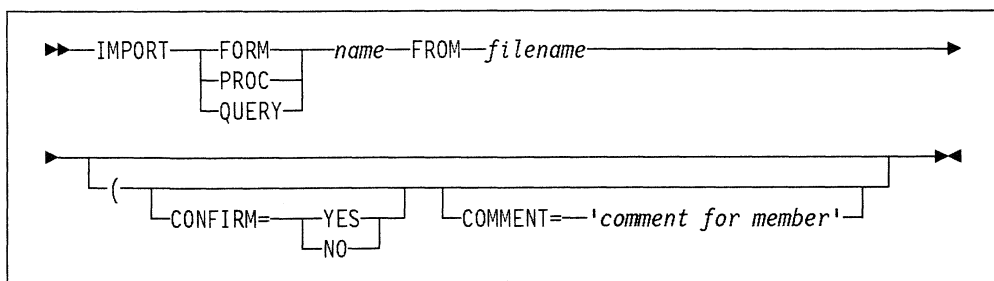 IMPORT FORM name FROM filename
PROC
QUERY
(
CONFIRM= YES COMMENT= 'comment for member'
NO